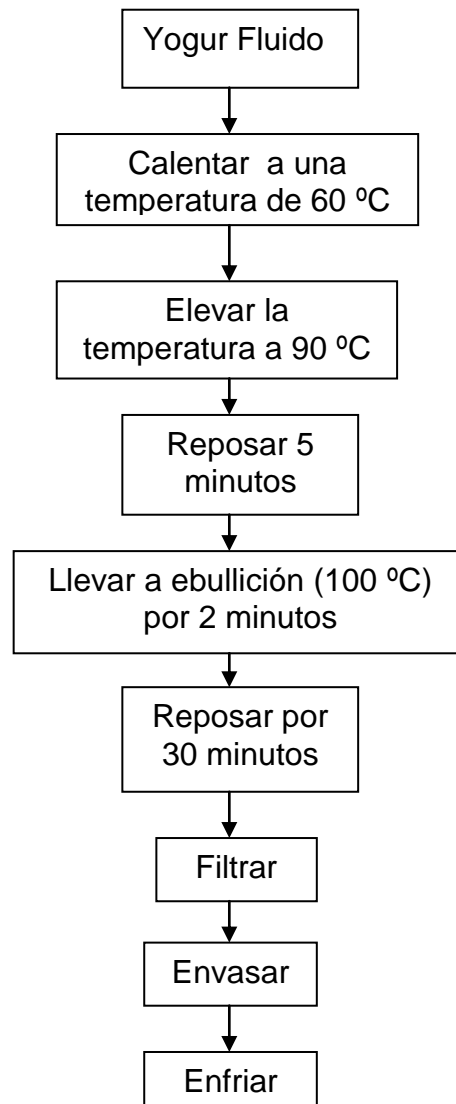 Yogur Fluido
Calentar a una
temperatura de 60 ºC
Elevar la
temperatura a 90 ºC
Reposar 5
minutos
Llevar a ebullición (100 ºC)
por 2 minutos
Reposar por
30 minutos
Filtrar
Envasar
Enfriar